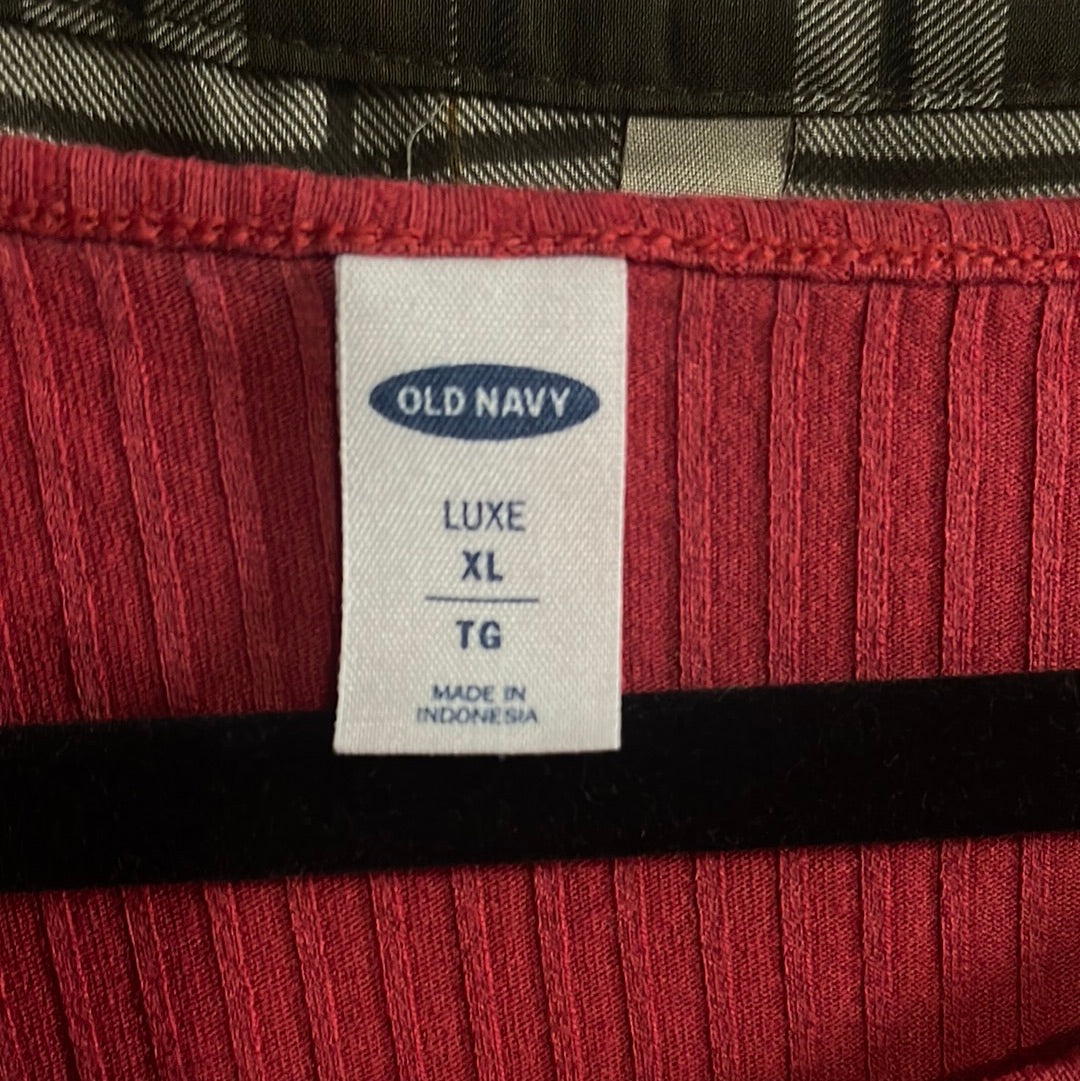 OLD NAVY
LUXE
XL
TG
MADE IN
INDONESIA